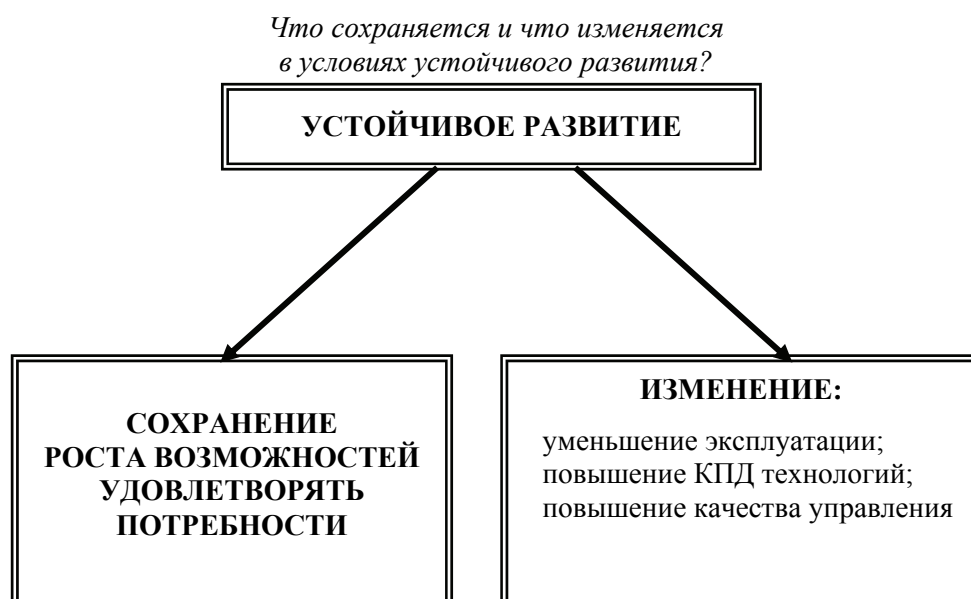 Что сохраняется и что изменяется
в условиях устойчивого развития?
УСТОЙЧИВОЕ РАЗВИТИЕ
СОХРАНЕНИЕ
РОСТА ВОЗМОЖНОСТЕЙ
УДОВЛЕТВОРЯТЬ
ПОТРЕБНОСТИ
ИЗМЕНЕНИЕ:
уменьшение эксплуатации;
повышение КПД технологий;
повышение качества управления